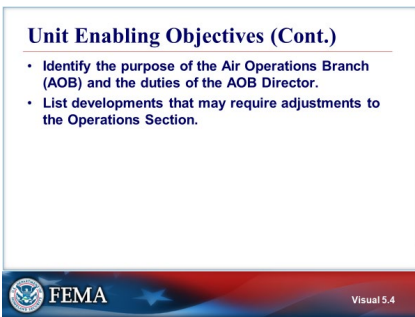 Unit Enabling Objectives (Cont.)
• Identify the purpose of the Air Operations Branch
(AOB) and the duties of the AOB Director.
• List developments that may require adjustments to
the Operations Section.
FEMA
Visual 5.4